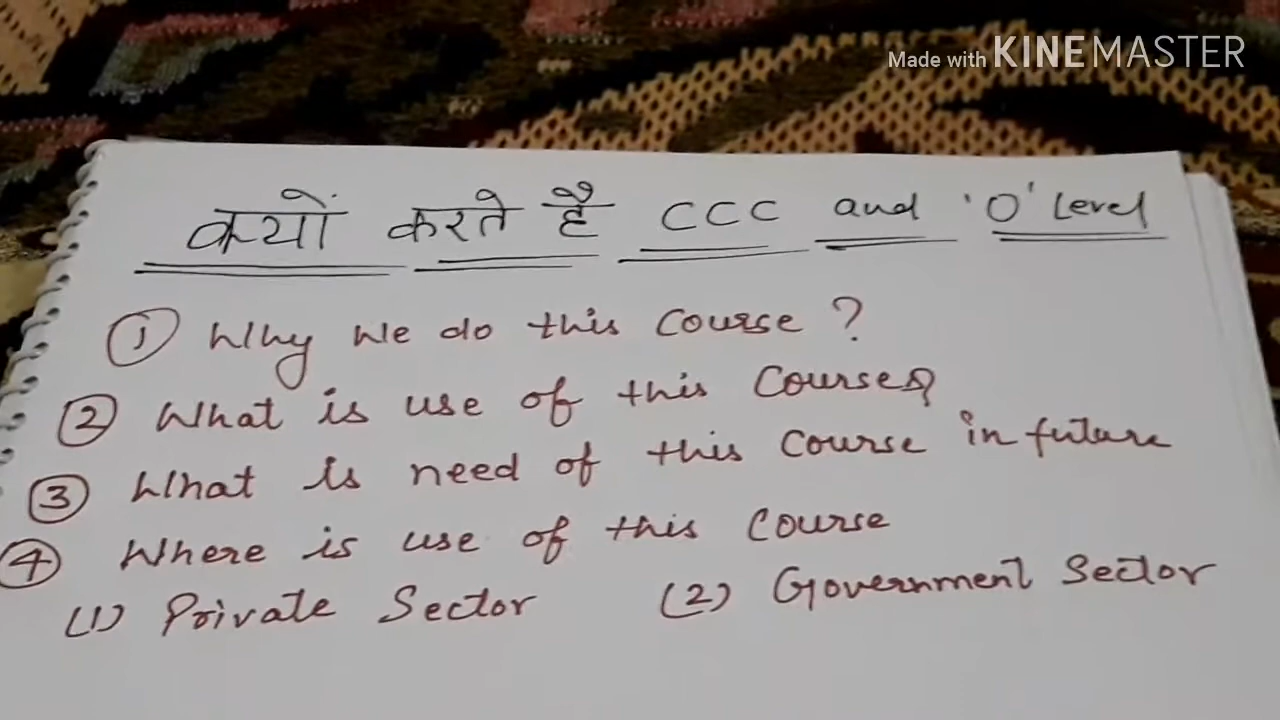 Made with KINEMASTER
क्यों करते है CCC and 'O' Level
① Why we do this course ?
② What is use of this Course?
③ What is need of this Course in future
④ Where is use of this Course
(1) Private Sector (2) Government Sector